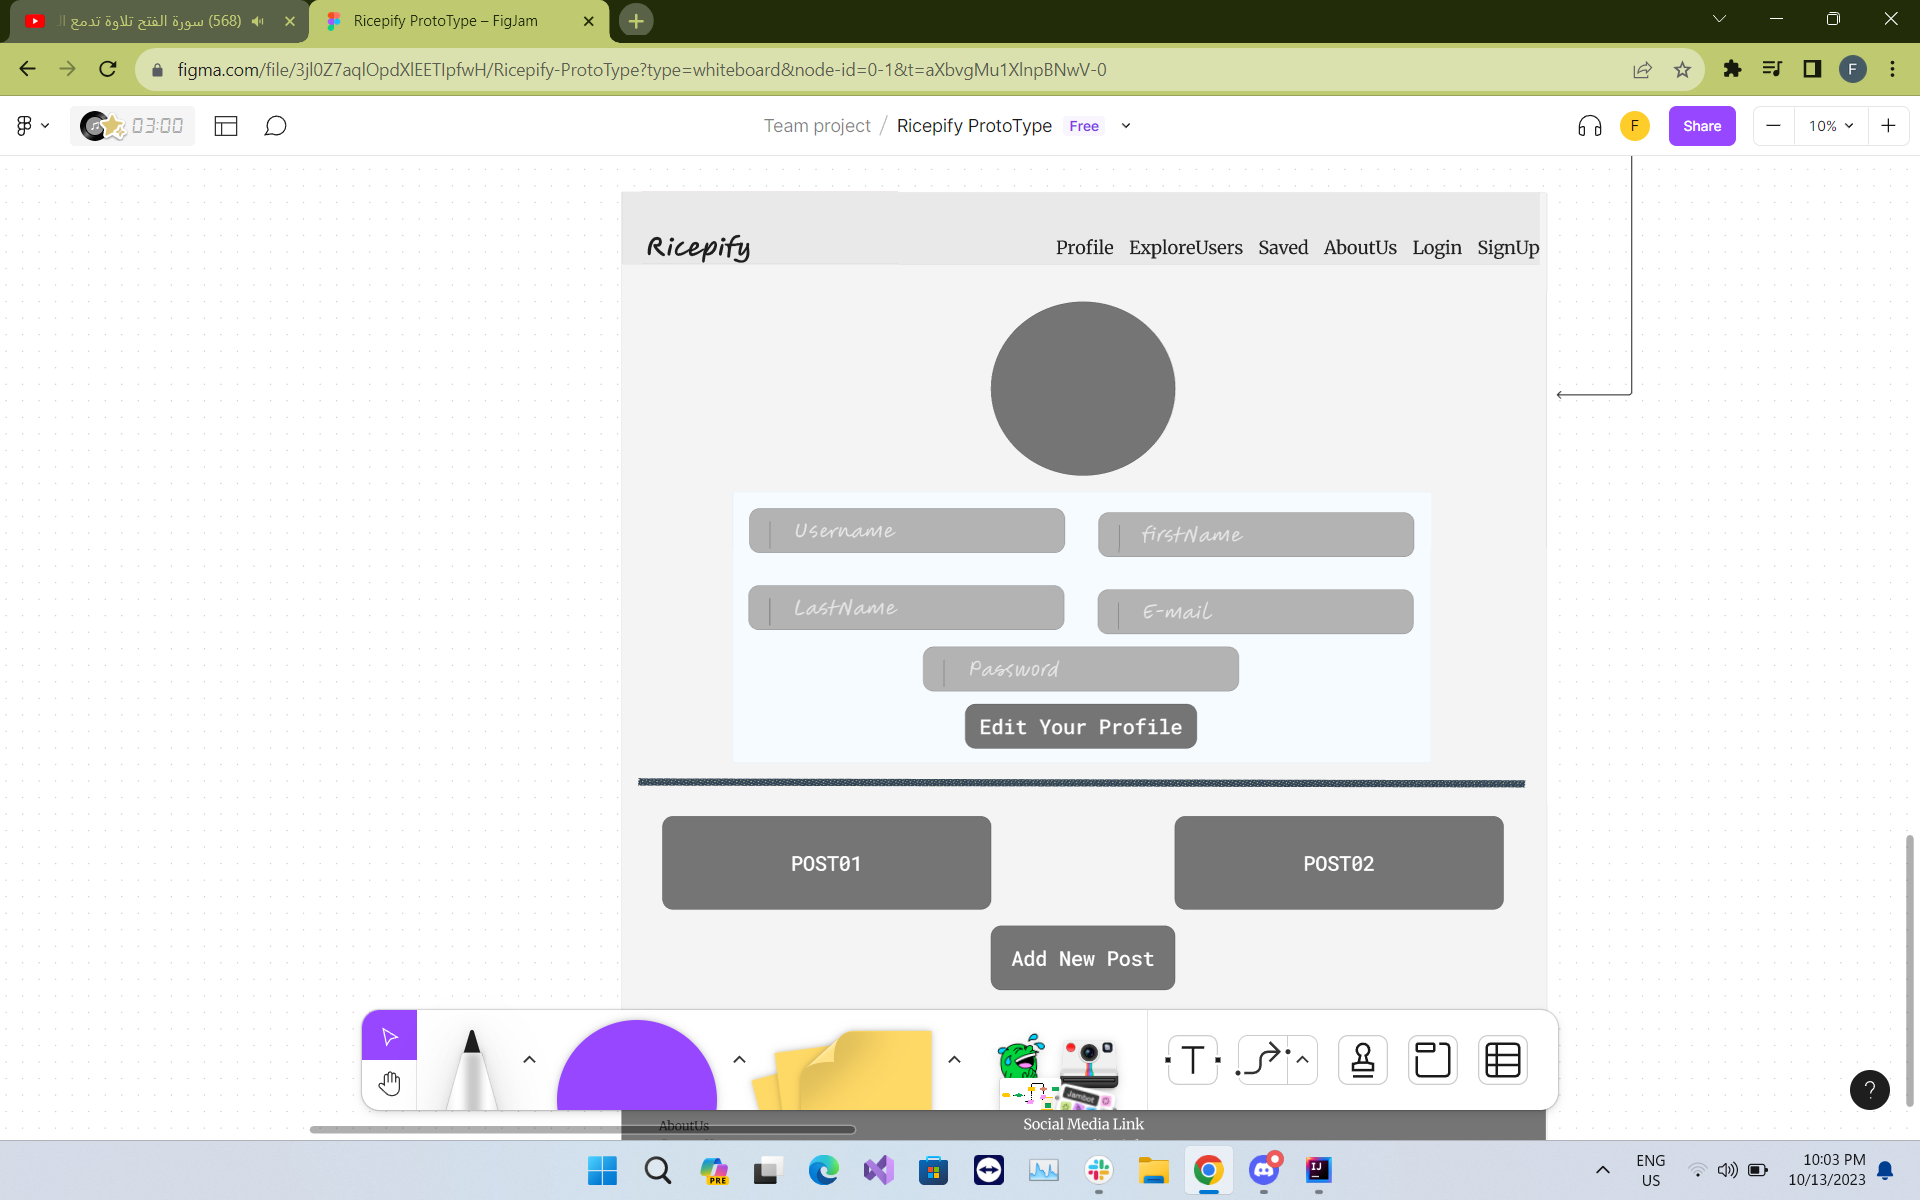 (568) سورة الفتح تلاوة تدمع ال
Ricepify ProtoType – FigJam
figma.com/file/3jl0Z7aqlOpdXlEETIpfwH/Ricepify-ProtoType?type=whiteboard&node-id=0-1&t=aXbvgMu1XlnpBNwV-0
F
03:00
Team project / Ricepify ProtoType Free
F
Share
10%
Ricepify
Profile ExploreUsers Saved AboutUs Login SignUp
Username
firstName
LastName
E-mail
Password
Edit Your Profile
POST01
POST02
Add New Post
T
Jambot
?
AboutUs
Social Media Link
PRE
IJ
ENG
US
10:03 PM
10/13/2023